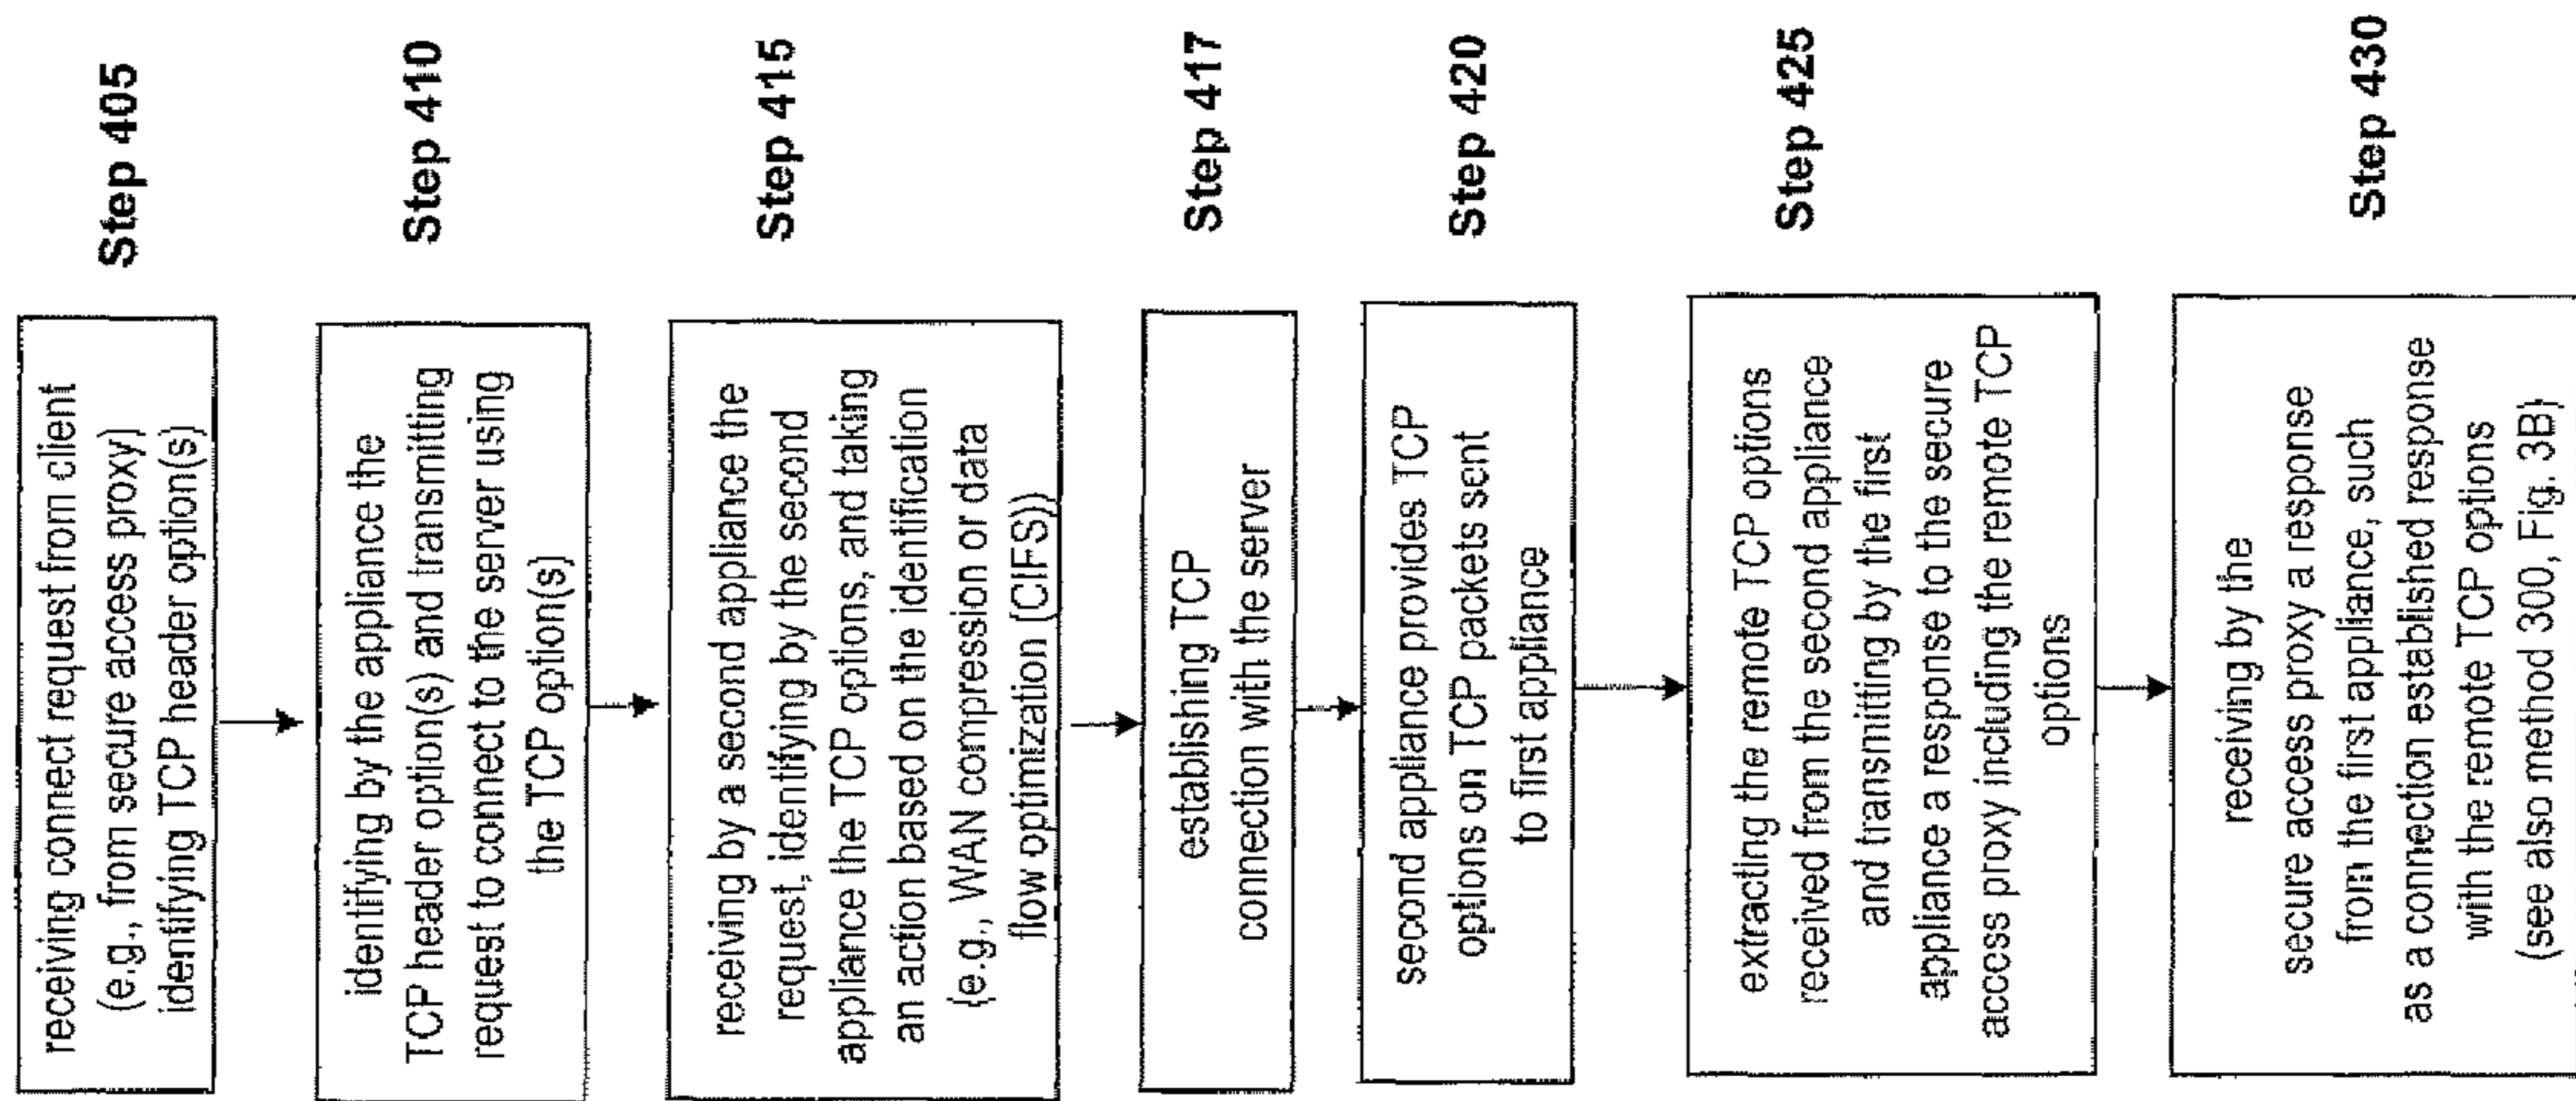 Step 405
receiving connect request from client
(e.g., from secure access proxy)
identifying TCP header option(s)
Step 410
identifying by the appliance the
TCP header option(s) and transmitting
request to connect to the server using
the TCP option(s)
Step 415
receiving by a second appliance the
request, identifying by the second
appliance the TCP options, and taking
an action based on the identification
(e.g., WAN compression or data
flow optimization (CIFS))
Step 417
establishing TCP
connection with the server
Step 420
second appliance provides TCP
options on TCP packets sent
to first appliance
Step 425
extracting the remote TCP options
received from the second appliance
and transmitting by the first
appliance a response to the secure
access proxy including the remote TCP
options
Step 430
receiving by the
secure access proxy a response
from the first appliance, such
as a connection established response
with the remote TCP options
(see also method 300, Fig. 3B)